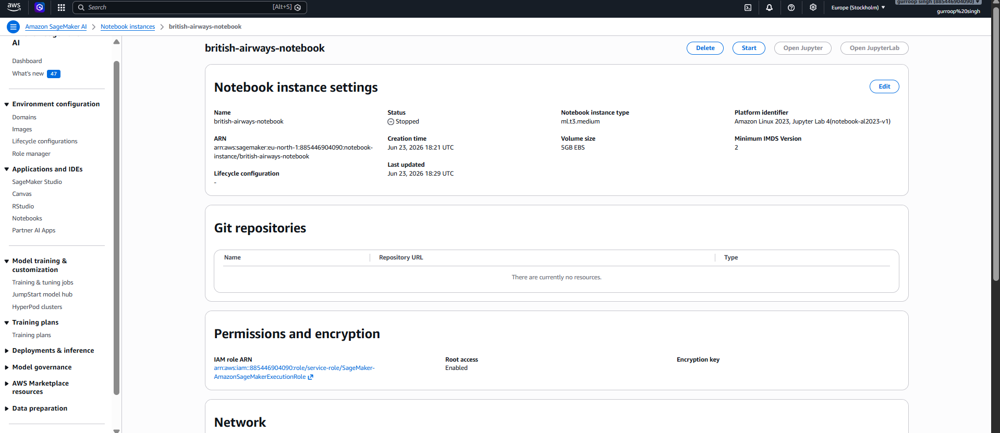 aws
Search
[Alt+S]
Europe (Stockholm)
gurroop singh (885446904090)
gurroop%20singh
Amazon SageMaker AI
Notebook instances
british-airways-notebook
AI
Dashboard
What's new 47
Environment configuration
Domains
Images
Lifecycle configurations
Role manager
Applications and IDEs
SageMaker Studio
Canvas
RStudio
Notebooks
Partner AI Apps
Model training &
customization
Training & tuning jobs
JumpStart model hub
HyperPod clusters
Training plans
Training plans
Deployments & inference
Model governance
AWS Marketplace
resources
Data preparation
british-airways-notebook
Delete
Start
Open Jupyter
Open JupyterLab
Notebook instance settings
Edit
Name
british-airways-notebook
ARN
arn:aws:sagemaker:eu-north-1:885446904090:notebook-
instance/british-airways-notebook
Lifecycle configuration
-
Status
Stopped
Creation time
Jun 23, 2026 18:21 UTC
Last updated
Jun 23, 2026 18:29 UTC
Notebook instance type
ml.t3.medium
Volume size
5GB EBS
Platform identifier
Amazon Linux 2023, Jupyter Lab 4(notebook-al2023-v1)
Minimum IMDS Version
2
Git repositories
Name
Repository URL
Type
There are currently no resources.
Permissions and encryption
IAM role ARN
arn:aws:iam::885446904090:role/service-role/SageMaker-
AmazonSageMakerExecutionRole
Root access
Enabled
Encryption key
Network